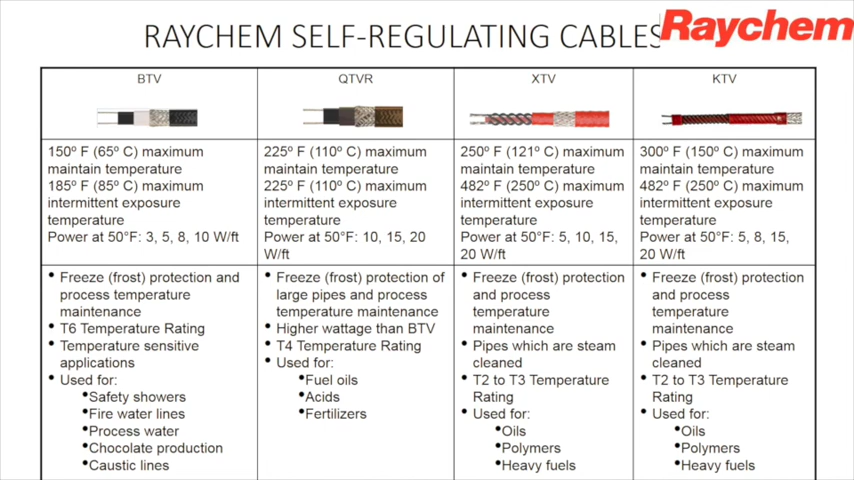 RAYCHEM SELF-REGULATING CABLES
Raychem
BTV
150º F (65º C) maximum
maintain temperature
185º F (85º C) maximum
intermittent exposure
temperature
Power at 50°F: 3, 5, 8, 10 W/ft
• Freeze (frost) protection and
process temperature
maintenance
• T6 Temperature Rating
• Temperature sensitive
applications
• Used for:
•Safety showers
•Fire water lines
•Process water
•Chocolate production
•Caustic lines
QTVR
225º F (110º C) maximum
maintain temperature
225º F (110º C) maximum
intermittent exposure
temperature
Power at 50°F: 10, 15, 20
W/ft
• Freeze (frost) protection of
large pipes and process
temperature maintenance
• Higher wattage than BTV
• T4 Temperature Rating
• Used for:
•Fuel oils
•Acids
•Fertilizers
XTV
250º F (121º C) maximum
maintain temperature
482º F (250º C) maximum
intermittent exposure
temperature
Power at 50°F: 5, 10, 15,
20 W/ft
• Freeze (frost) protection
and process
temperature
maintenance
• Pipes which are steam
cleaned
• T2 to T3 Temperature
Rating
• Used for:
•Oils
•Polymers
•Heavy fuels
KTV
300º F (150º C) maximum
maintain temperature
482º F (250º C) maximum
intermittent exposure
temperature
Power at 50°F: 5, 8, 15,
20 W/ft
• Freeze (frost) protection
and process
temperature
maintenance
• Pipes which are steam
cleaned
• T2 to T3 Temperature
Rating
• Used for:
•Oils
•Polymers
•Heavy fuels